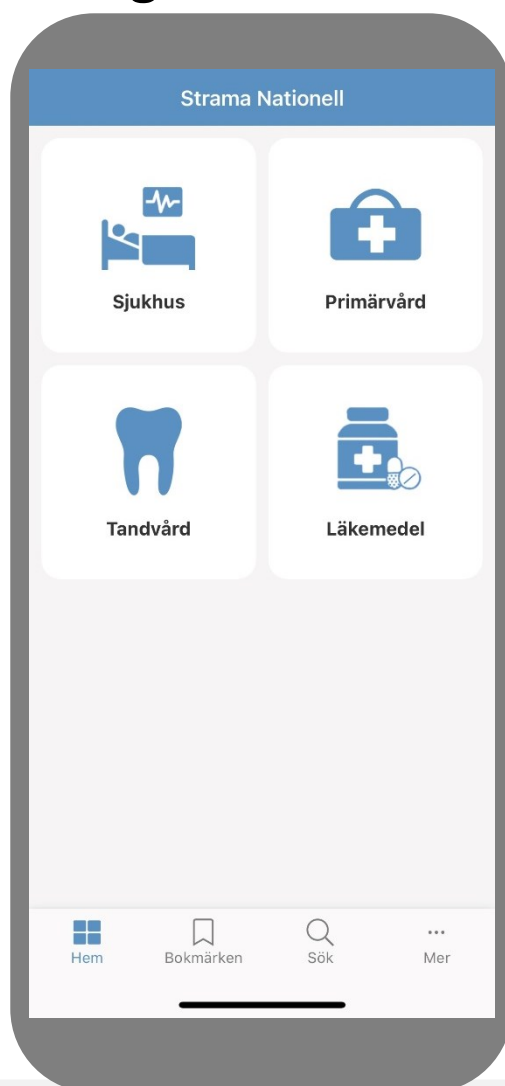 Strama Nationell
Sjukhus
Primärvård
Tandvård
Läkemedel
Hem
Bokmärken
Sök
Mer